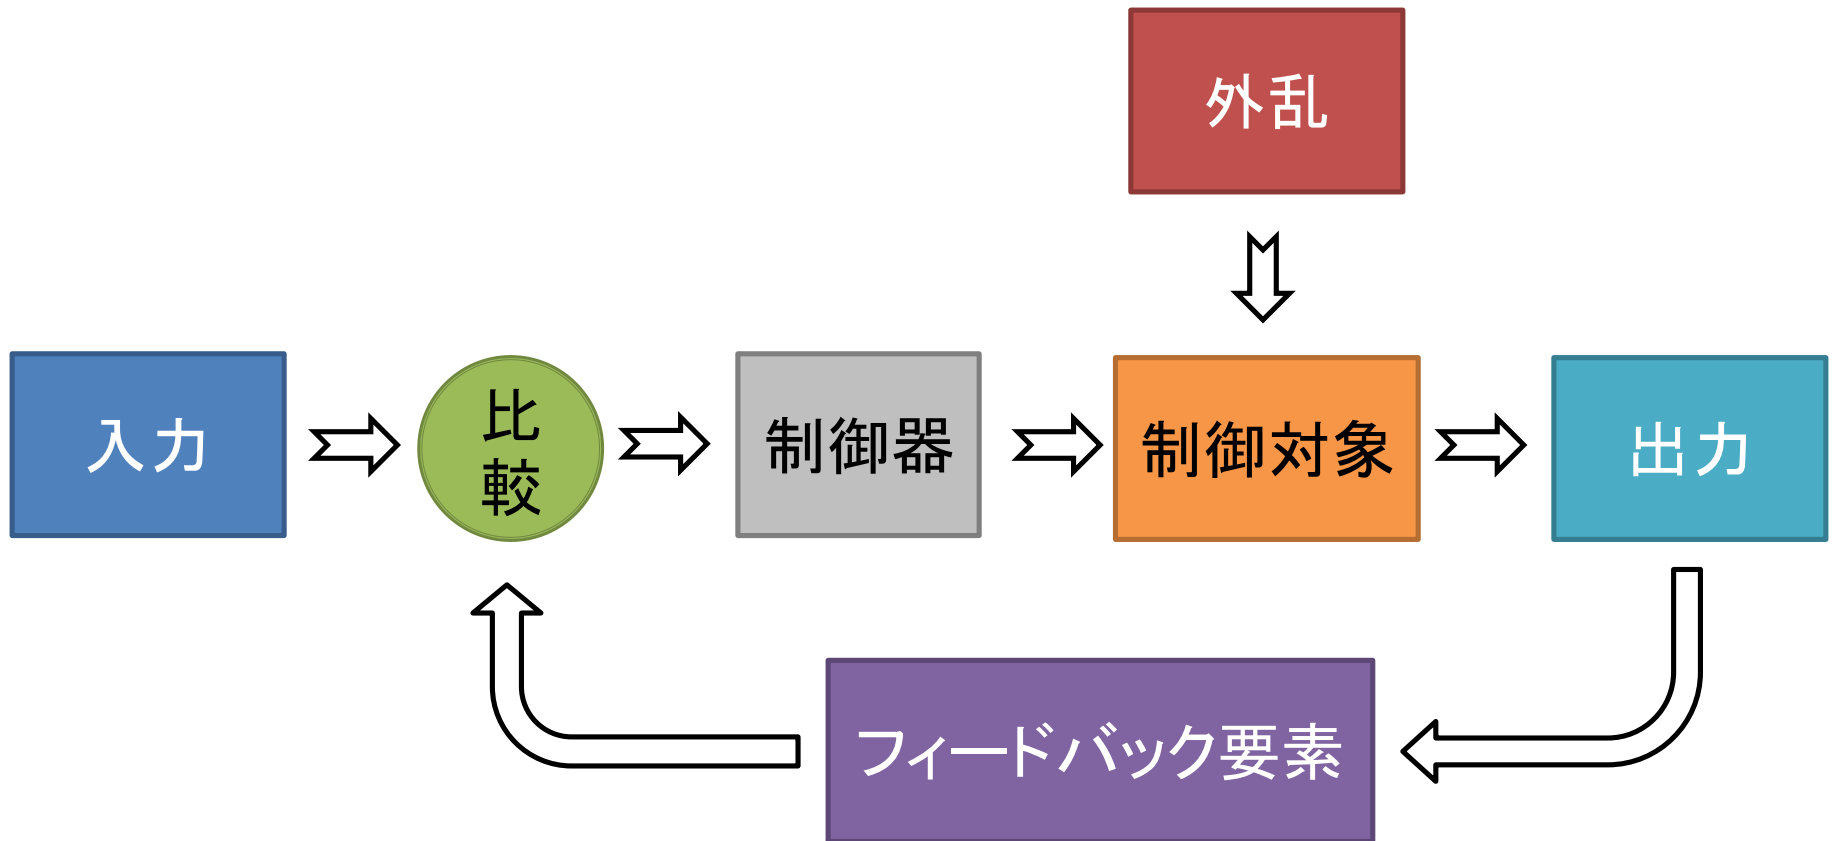 外乱
入力
比
較
制御器
制御対象
出力
フィードバック要素